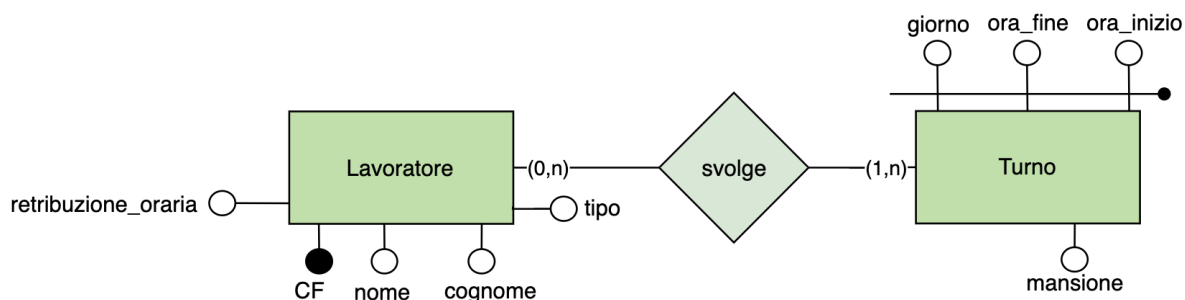 giorno ora_fine ora_inizio
Lavoratore
(0,n)
svolge
(1,n)
Turno
retribuzione_oraria
tipo
CF nome cognome
mansione